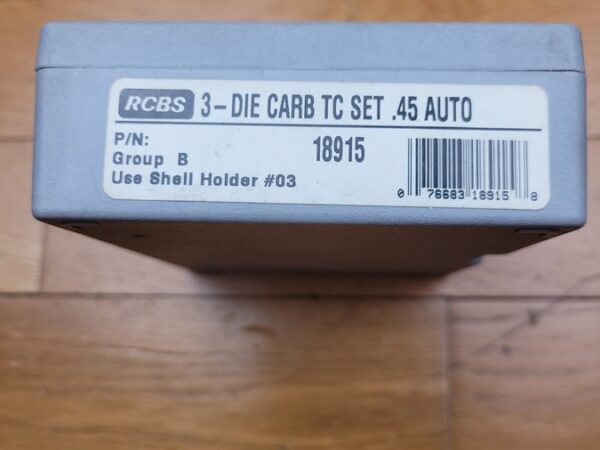 RCBS 3-DIE CARB TC SET .45 AUTO
P/N: 18915
Group B
Use Shell Holder #03
0 76683 18915 8